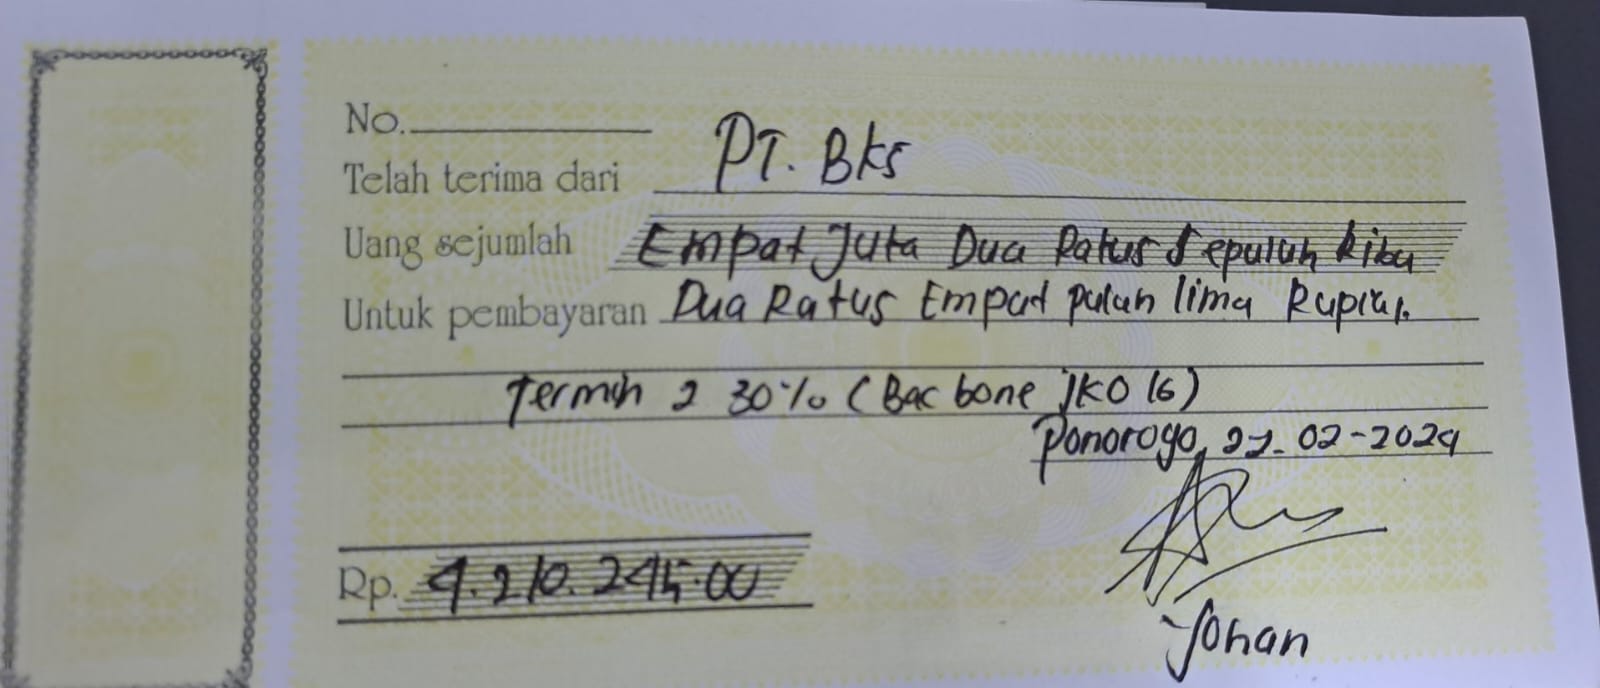 No.
Telah terima dari PT. Bks
Uang sejumlah Empat Juta Dua Ratus Sepuluh Ribu
Untuk pembayaran Dua Ratus Empat puluh lima Rupiah.
Termin 2 30% (Bac bone JKO 16)
Ponorogo, 27-02-2024
Rp. 4.210.245.00
Johan